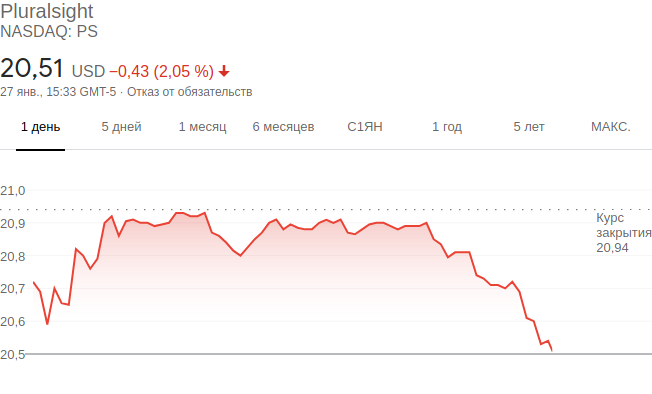 Pluralsight
NASDAQ: PS
20,51 USD −0,43 (2,05 %)
27 янв., 15:33 GMT-5 · Отказ от обязательств
1 день 5 дней 1 месяц 6 месяцев С1ЯН 1 год 5 лет МАКС.
21,0
20,9
20,8
20,7
20,6
20,5
Курс
закрытия
20,94